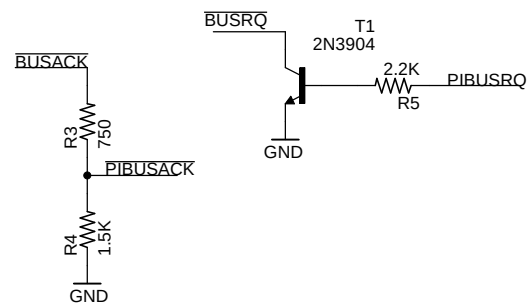 BUSRQ
T1
2N3904
BUSACK
2.2K
PIBUSRQ
R5
R3
750
GND
PIBUSACK
R4
1.5K
GND